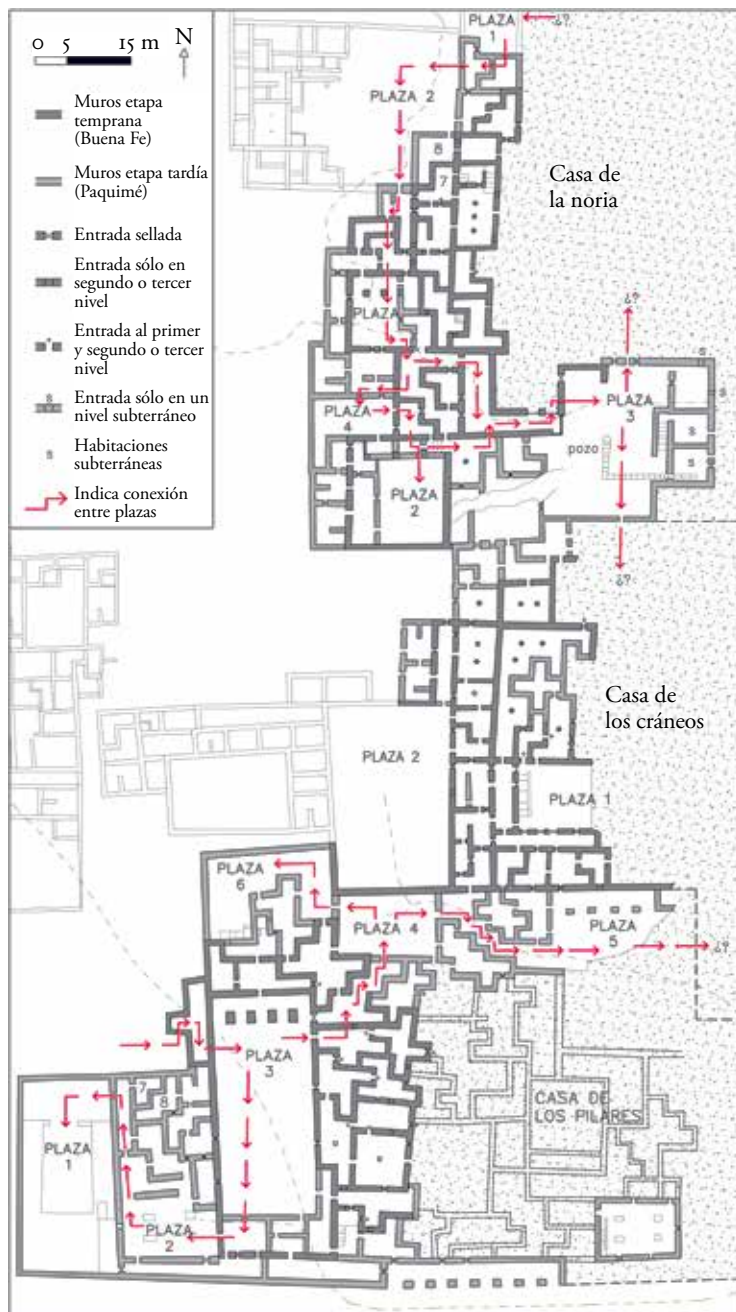 0 5 15 m N
Muros etapa
temprana
(Buena Fe)
Muros etapa tardía
(Paquimé)
Entrada sellada
Entrada sólo en
segundo o tercer
nivel
Entrada al primer
y segundo o tercer
nivel
s
Entrada sólo en un
nivel subterráneo
s
Habitaciones
subterráneas
Indica conexión
entre plazas
PLAZA
1
¿?
PLAZA 2
8
7
Casa de
la noria
PLAZA
¿?
s
PLAZA
3
s
PLAZA
4
s
pozo
s
PLAZA
2
¿?
Casa de
los cráneos
PLAZA 2
PLAZA 1
PLAZA
6
PLAZA 4
PLAZA
5
¿?
PLAZA
3
7
8
CASA DE
LOS PILARES
PLAZA
1
PLAZA
2